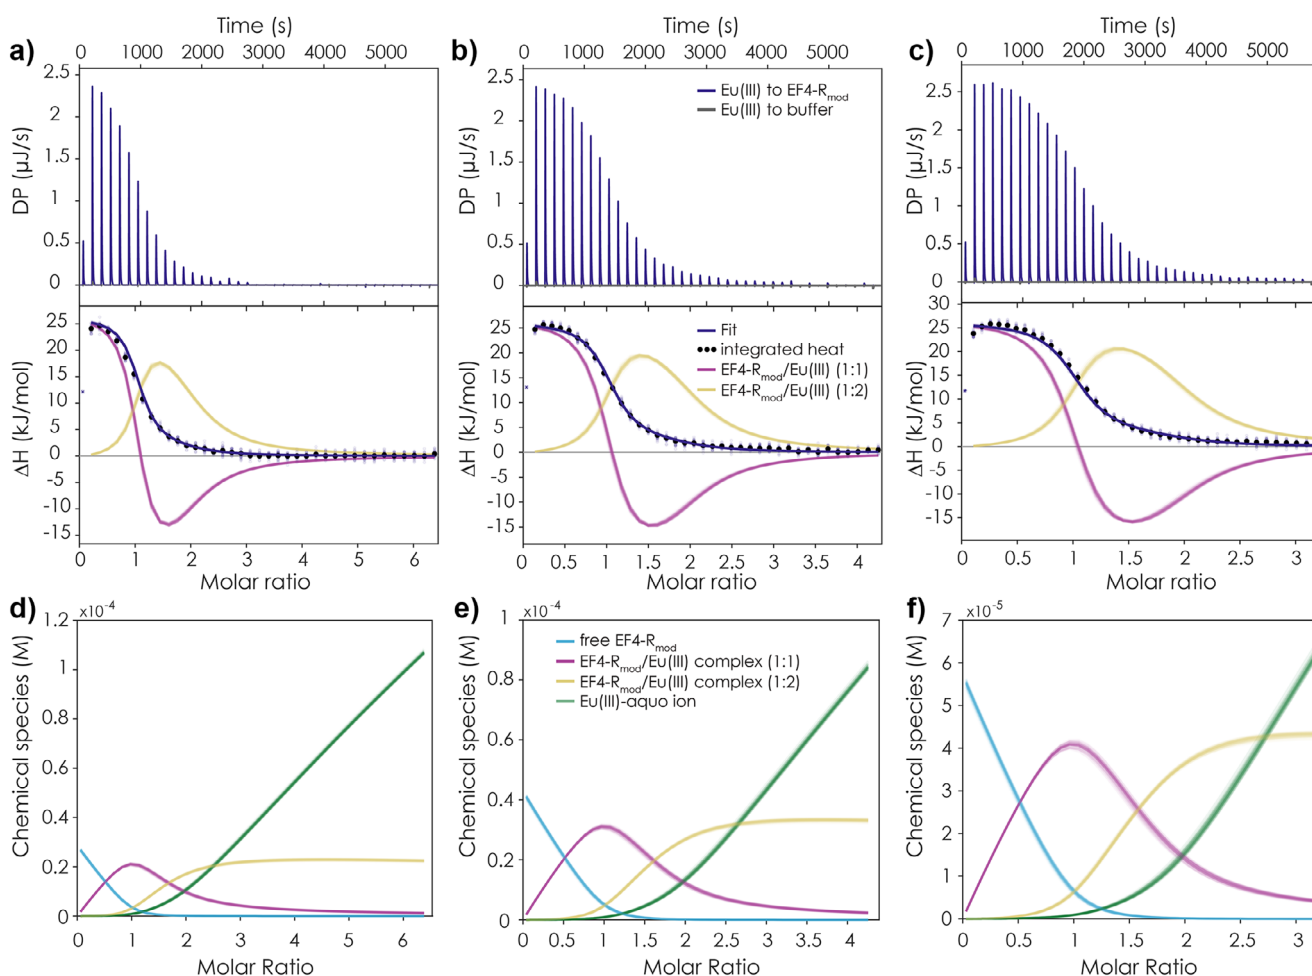 a)
Time (s)
0 1000 2000 3000 4000 5000
DP (µJ/s)
2.5
2
1.5
1
0.5
0
ΔH (kJ/mol)
25
20
15
10
5
0
-5
-10
-15
0 1 2 3 4 5 6
Molar ratio
b)
Time (s)
0 1000 2000 3000 4000 5000
DP (µJ/s)
2.5
2
1.5
1
0.5
0
Eu(III) to EF4-Rmod
Eu(III) to buffer
ΔH (kJ/mol)
25
20
15
10
5
0
-5
-10
-15
Fit
integrated heat
EF4-Rmod/Eu(III) (1:1)
EF4-Rmod/Eu(III) (1:2)
0 0.5 1 1.5 2 2.5 3 3.5 4
Molar ratio
c)
Time (s)
0 1000 2000 3000 4000 5000
DP (µJ/s)
2.5
2
1.5
1
0.5
0
ΔH (kJ/mol)
30
25
20
15
10
5
0
-5
-10
-15
0 0.5 1 1.5 2 2.5 3
Molar ratio
d)
x10⁻⁴
Chemical species (M)
1.2
1
0.8
0.6
0.4
0.2
0
0 1 2 3 4 5 6
Molar Ratio
e)
x10⁻⁴
Chemical species (M)
1
0.8
0.6
0.4
0.2
0
free EF4-Rmod
EF4-Rmod/Eu(III) complex (1:1)
EF4-Rmod/Eu(III) complex (1:2)
Eu(III)-aquo ion
0 0.5 1 1.5 2 2.5 3 3.5 4
Molar Ratio
f)
x10⁻⁵
Chemical species (M)
7
6
5
4
3
2
1
0
0 0.5 1 1.5 2 2.5 3
Molar Ratio